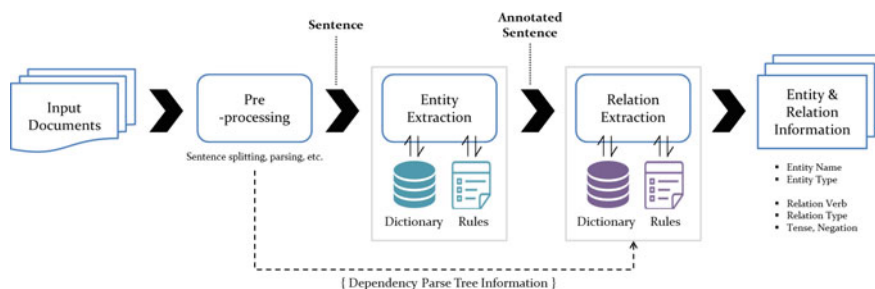 Sentence
Annotated
Sentence
Input
Documents
Pre
-processing
Sentence splitting, parsing, etc.
Entity
Extraction
Dictionary
Rules
Relation
Extraction
Dictionary
Rules
Entity &
Relation
Information
▪ Entity Name
▪ Entity Type
▪ Relation Verb
▪ Relation Type
▪ Tense, Negation
{ Dependency Parse Tree Information }